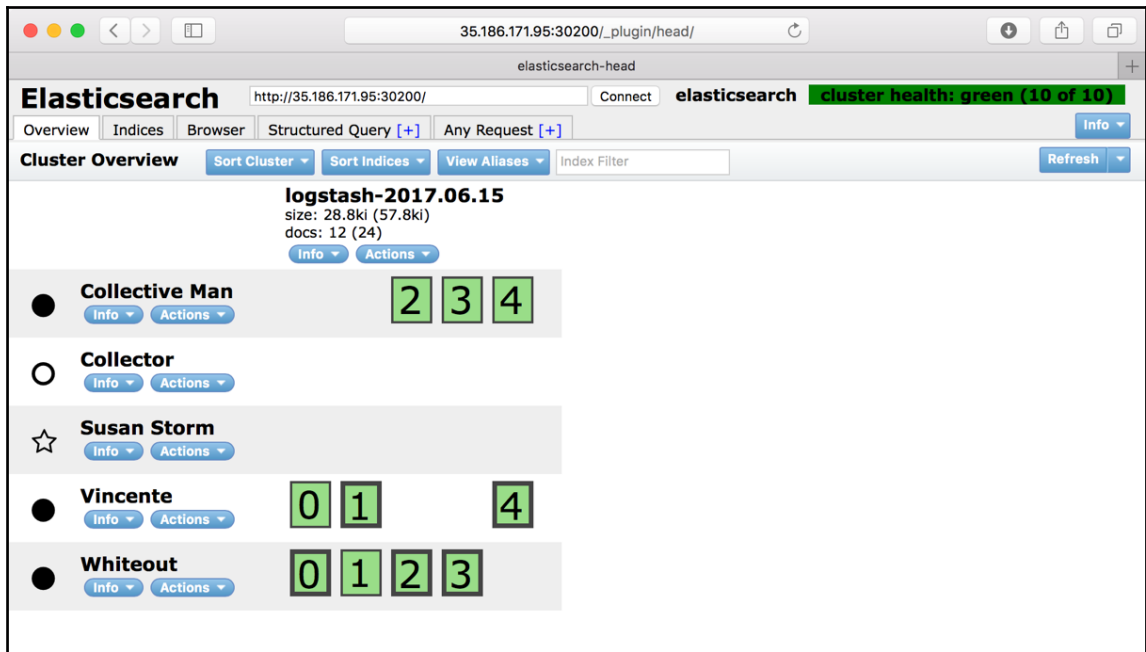 35.186.171.95:30200/_plugin/head/
elasticsearch-head
Elasticsearch http://35.186.171.95:30200/ Connect elasticsearch cluster health: green (10 of 10)
Overview Indices Browser Structured Query [+] Any Request [+] Info
Cluster Overview Sort Cluster Sort Indices View Aliases Index Filter Refresh
logstash-2017.06.15
size: 28.8ki (57.8ki)
docs: 12 (24)
Info Actions
Collective Man 2 3 4
Info Actions
Collector
Info Actions
Susan Storm
Info Actions
Vincente 0 1 4
Info Actions
Whiteout 0 1 2 3
Info Actions